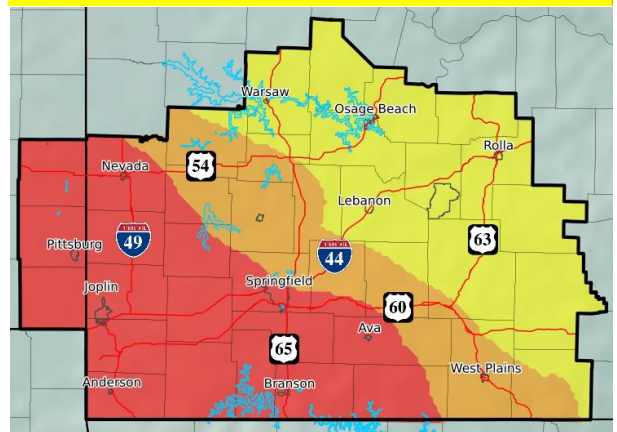 Warsaw
Osage Beach
Rolla
54
Nevada
Lebanon
49
63
Pittsburg
44
Springfield
Joplin
60
Ava
65
West Plains
Anderson
Branson